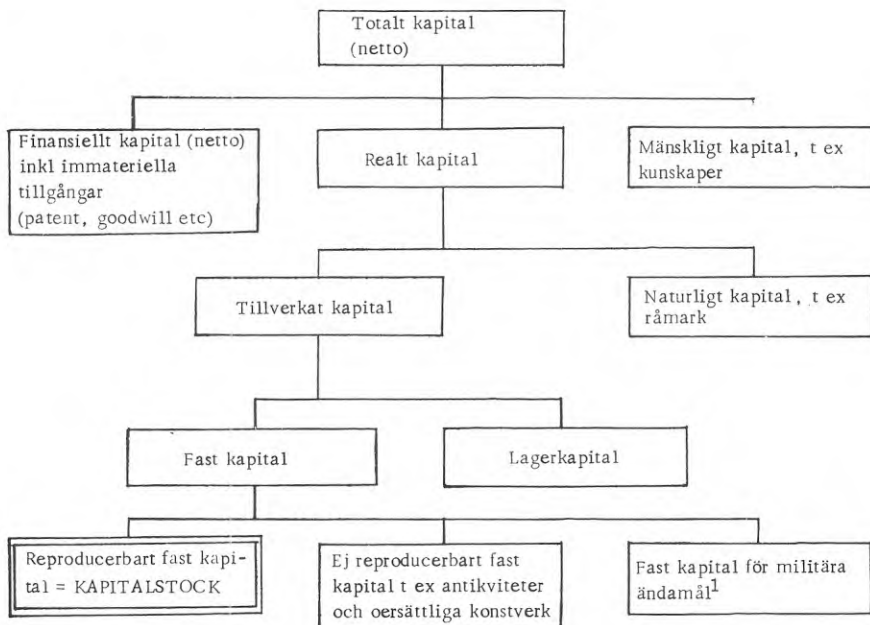 Totalt kapital
(netto)
Finansiellt kapital (netto)
inkl immateriella
tillgångar
(patent, goodwill etc)
Realt kapital
Mänskligt kapital, t ex
kunskaper
Tillverkat kapital
Naturligt kapital, t ex
råmark
Fast kapital
Lagerkapital
Reproducerbart fast kapi-
tal = KAPITALSTOCK
Ej reproducerbart fast
kapital t ex antikviteter
och oersättliga konstverk
Fast kapital för militära
ändamål¹